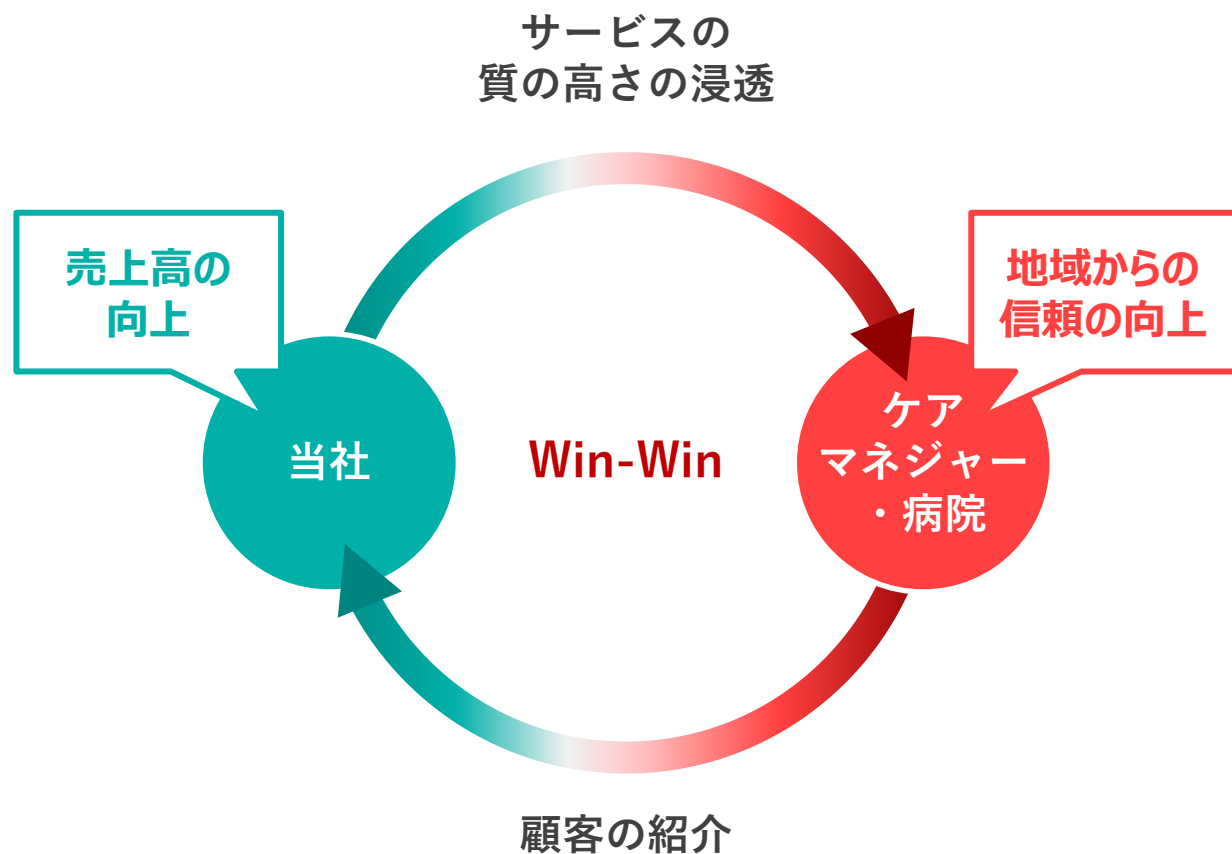 サービスの
質の高さの浸透
売上高の
向上
地域からの
信頼の向上
当社
Win-Win
ケア
マネジャー
・病院
顧客の紹介